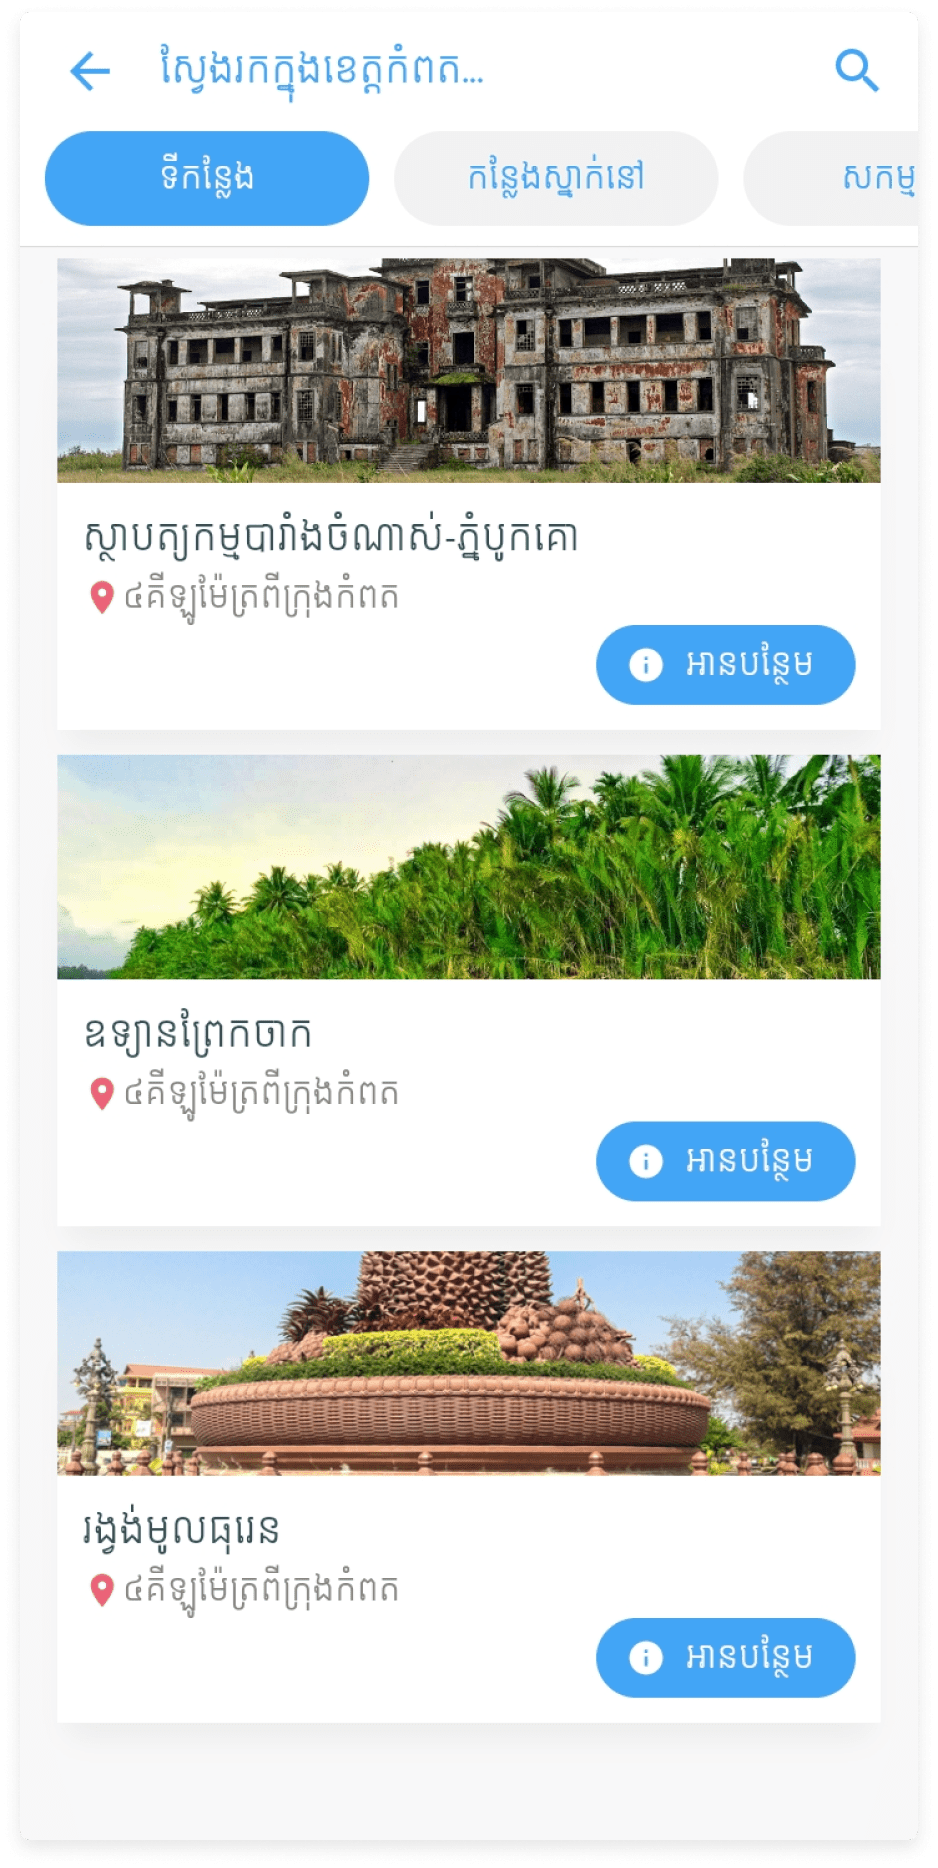 ស្វែងរកក្នុងខេត្តកំពត...
ទីកន្លែង
កន្លែងស្នាក់នៅ
សកម្ម
ស្ថាបត្យកម្មបារាំងចំណាស់-ភ្នំបូកគោ
៤គីឡូម៉ែត្រពីក្រុងកំពត
អានបន្ថែម
ឧទ្យានព្រែកចាក
៤គីឡូម៉ែត្រពីក្រុងកំពត
អានបន្ថែម
រង្វង់មូលធុរេន
៤គីឡូម៉ែត្រពីក្រុងកំពត
អានបន្ថែម